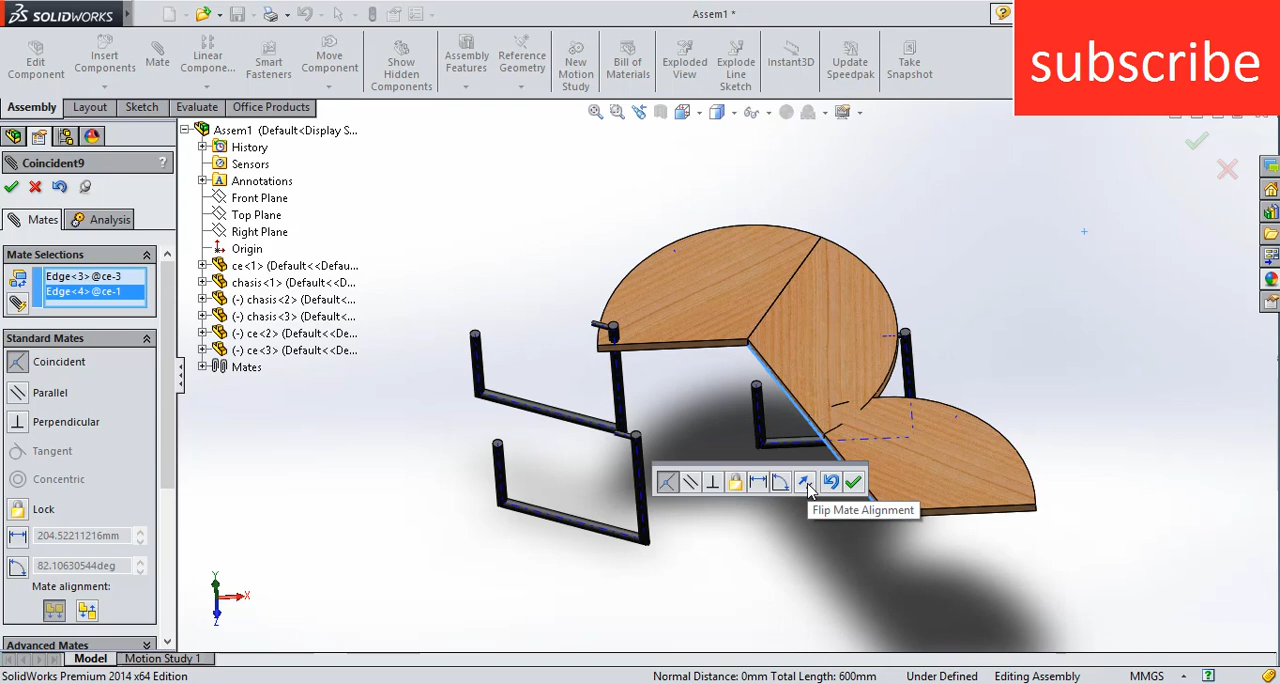 SOLIDWORKS
Assem1 *
subscribe
Edit
Component
Insert
Components
Mate
Linear
Compone...
Smart
Fasteners
Move
Component
Show
Hidden
Components
Assembly
Features
Reference
Geometry
New
Motion
Study
Bill of
Materials
Exploded
View
Explode
Line
Sketch
Instant3D
Update
Speedpak
Take
Snapshot
Assembly
Layout
Sketch
Evaluate
Office Products
Coincident9
?
Mates
Analysis
Mate Selections
Edge<3>@ce-3
Edge<4>@ce-1
Standard Mates
Coincident
Parallel
Perpendicular
Tangent
Concentric
Lock
204.52211216mm
82.10630544deg
Mate alignment:
Advanced Mates
Assem1 (Default<Display S...
History
Sensors
Annotations
Front Plane
Top Plane
Right Plane
Origin
ce<1> (Default<<Defau...
chasis<1> (Default<<D...
(-) chasis<2> (Default<...
(-) chasis<3> (Default<...
(-) ce<2> (Default<<De...
(-) ce<3> (Default<<De...
Mates
Flip Mate Alignment
Y
X
Z
Model
Motion Study 1
SolidWorks Premium 2014 x64 Edition
Normal Distance: 0mm Total Length: 600mm
Under Defined
Editing Assembly
MMGS